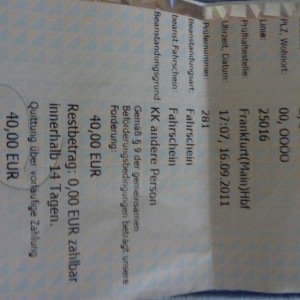 PLZ, Wohnort:
00, OOOO
Linie:
25016
Prüfhaltestelle:
Frankfurt(Main)Hbf
Uhrzeit, Datum:
17:07, 16.09.2011
Prüfernummer:
281
Beanstandungsart:
Fahrschein
beanst.Fahrschein:
Fahrschein
Beanstandungsgrund:
KK andere Person
Gemäß § 9 der gemeinsamen
Beförderungsbedingungen beträgt unsere
Forderung:
40,00 EUR
Restbetrag: 0,00 EUR zahlbar
innerhalb 14 Tagen.
Quittung über vorläufige Zahlung
40,00 EUR